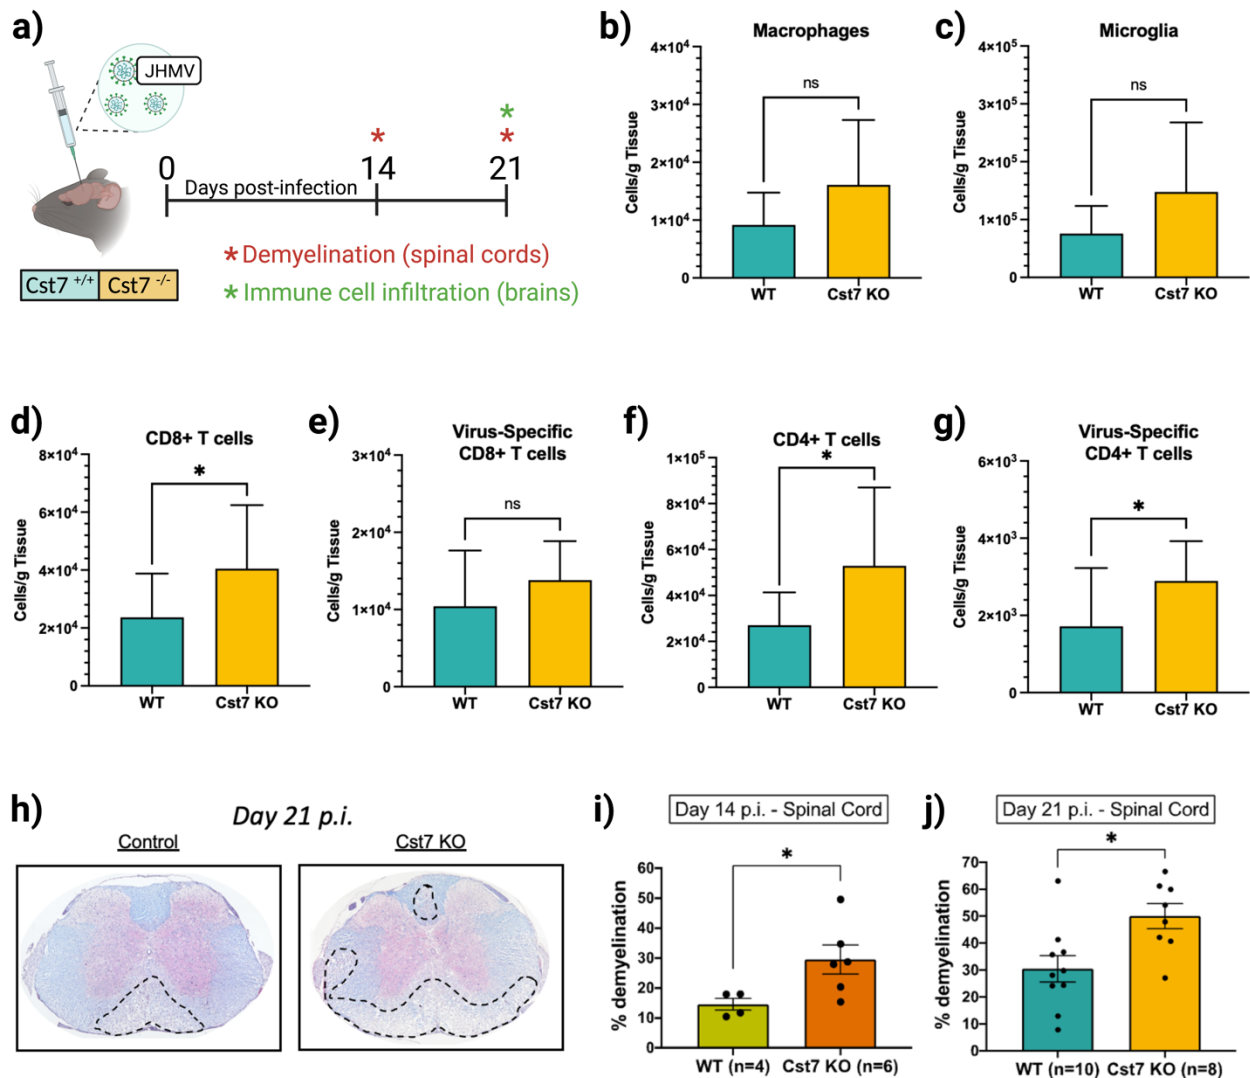 a)
JHMV
*
*
*
0
14
21
Days post-infection
* Demyelination (spinal cords)
* Immune cell infiltration (brains)
Cst7 +/+
Cst7 -/-
b)
Macrophages
Cells/g Tissue
4×10⁴
3×10⁴
2×10⁴
1×10⁴
0
ns
WT
Cst7 KO
c)
Microglia
Cells/g Tissue
4×10⁵
3×10⁵
2×10⁵
1×10⁵
0
ns
WT
Cst7 KO
d)
CD8+ T cells
Cells/g Tissue
8×10⁴
6×10⁴
4×10⁴
2×10⁴
0
*
WT
Cst7 KO
e)
Virus-Specific
CD8+ T cells
Cells/g Tissue
3×10⁴
2×10⁴
1×10⁴
0
ns
WT
Cst7 KO
f)
CD4+ T cells
Cells/g Tissue
1×10⁵
8×10⁴
6×10⁴
4×10⁴
2×10⁴
0
*
WT
Cst7 KO
g)
Virus-Specific
CD4+ T cells
Cells/g Tissue
6×10³
4×10³
2×10³
0
*
WT
Cst7 KO
h)
Day 21 p.i.
Control
Cst7 KO
i)
Day 14 p.i. - Spinal Cord
% demyelination
60
50
40
30
20
10
0
*
WT (n=4)
Cst7 KO (n=6)
j)
Day 21 p.i. - Spinal Cord
% demyelination
70
60
50
40
30
20
10
0
*
WT (n=10)
Cst7 KO (n=8)